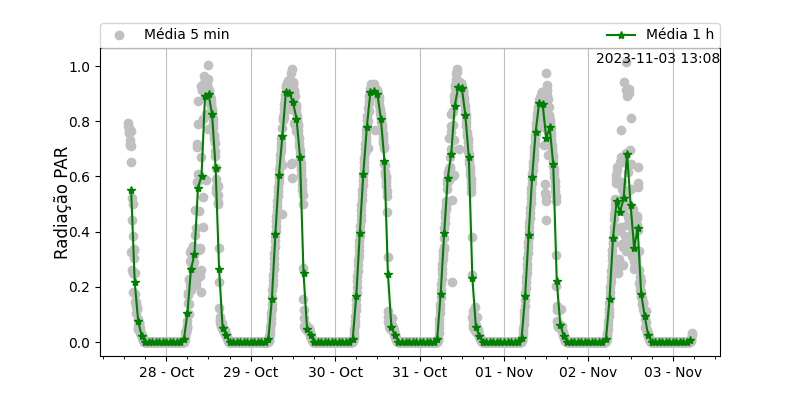 Média 5 min
Média 1 h
2023-11-03 13:08
Radiação PAR
1.0
0.8
0.6
0.4
0.2
0.0
28 - Oct
29 - Oct
30 - Oct
31 - Oct
01 - Nov
02 - Nov
03 - Nov